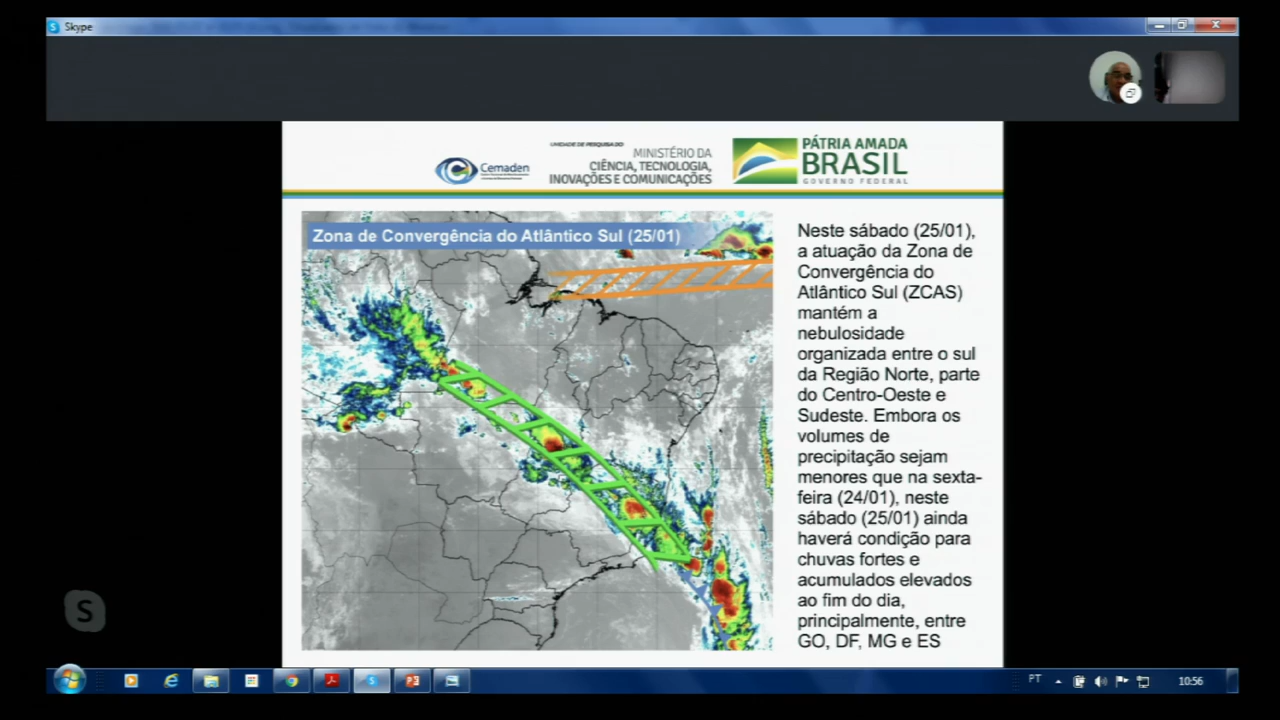 Skype
Cemaden
UNIDADE DE PESQUISA DO
MINISTÉRIO DA
CIÊNCIA, TECNOLOGIA,
INOVAÇÕES E COMUNICAÇÕES
PÁTRIA AMADA
BRASIL
GOVERNO FEDERAL
Zona de Convergência do Atlântico Sul (25/01)
Neste sábado (25/01),
a atuação da Zona de
Convergência do
Atlântico Sul (ZCAS)
mantém a
nebulosidade
organizada entre o sul
da Região Norte, parte
do Centro-Oeste e
Sudeste. Embora os
volumes de
precipitação sejam
menores que na sexta-
feira (24/01), neste
sábado (25/01) ainda
haverá condição para
chuvas fortes e
acumulados elevados
ao fim do dia,
principalmente, entre
GO, DF, MG e ES
S
PT
10:56